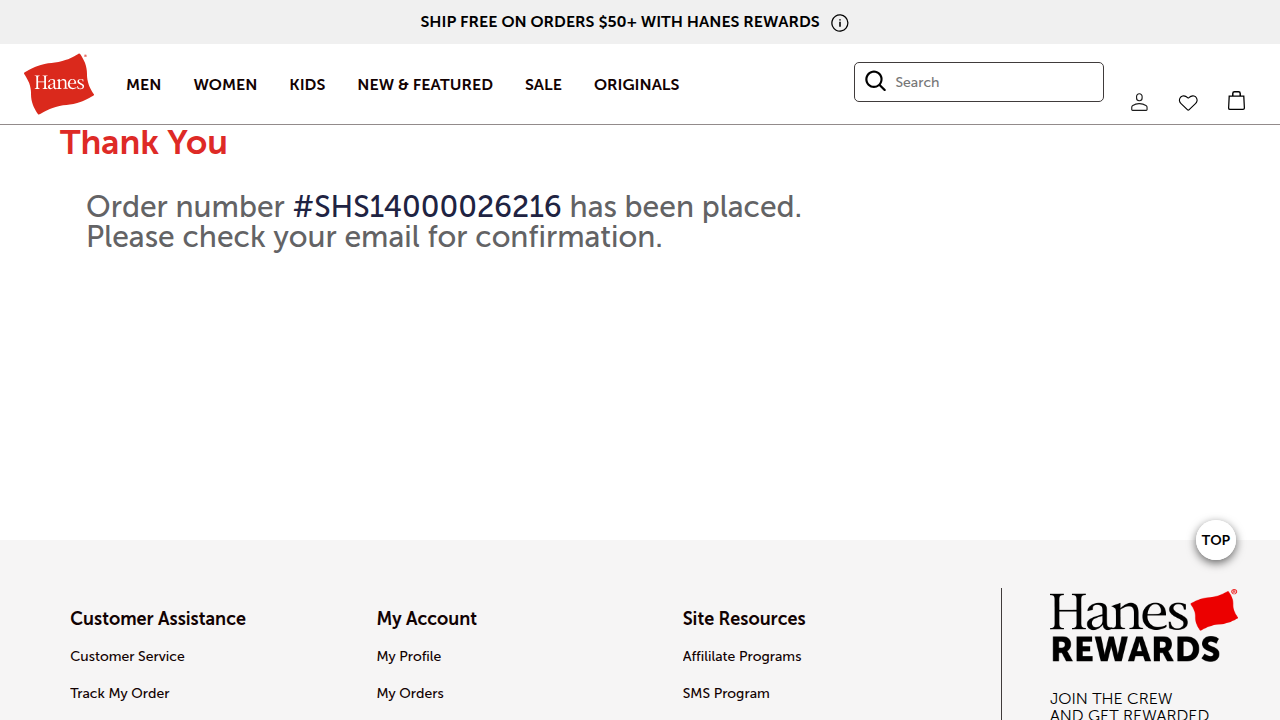 SHIP FREE ON ORDERS $50+ WITH HANES REWARDS
Hanes
MEN WOMEN KIDS NEW & FEATURED SALE ORIGINALS
Search
Thank You
Order number #SHS14000026216 has been placed.
Please check your email for confirmation.
TOP
Customer Assistance
Customer Service
Track My Order
My Account
My Profile
My Orders
Site Resources
Affililate Programs
SMS Program
Hanes
REWARDS
JOIN THE CREW
AND GET REWARDED